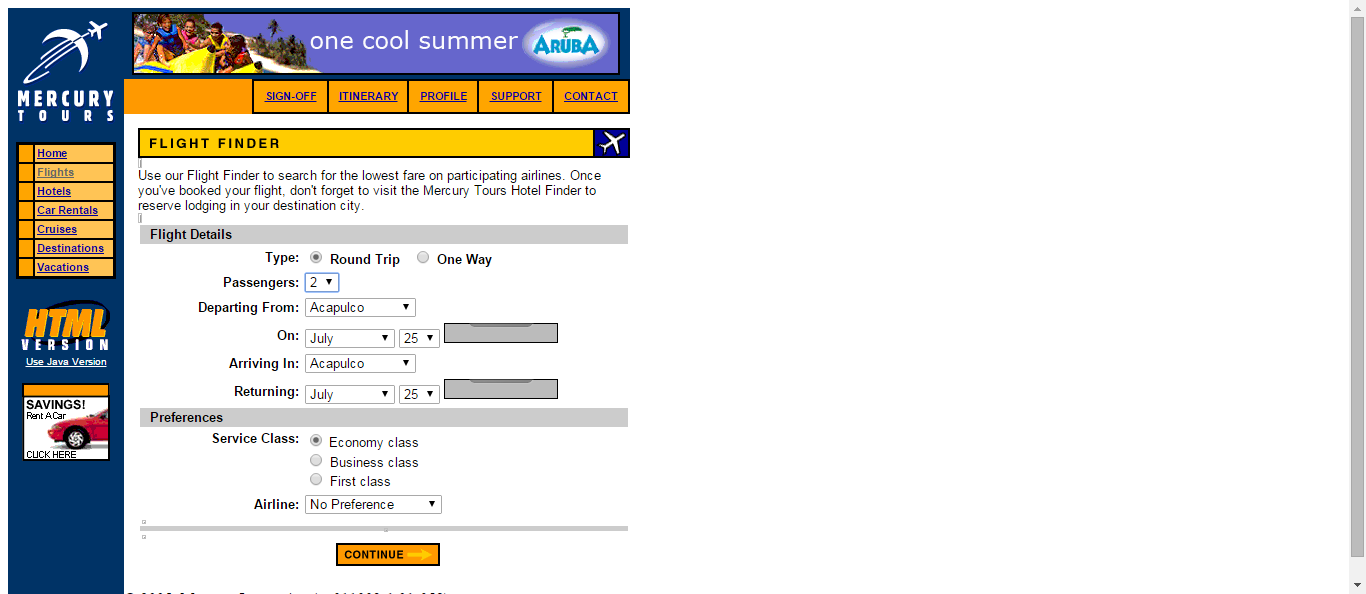 one cool summer ARUBA
MERCURY
TOURS
SIGN-OFF ITINERARY PROFILE SUPPORT CONTACT
Home
Flights
Hotels
Car Rentals
Cruises
Destinations
Vacations
HTML
VERSION
Use Java Version
SAVINGS!
Rent A Car
CLICK HERE
FLIGHT FINDER
Use our Flight Finder to search for the lowest fare on participating airlines. Once
you've booked your flight, don't forget to visit the Mercury Tours Hotel Finder to
reserve lodging in your destination city.
Flight Details
Type: Round Trip One Way
Passengers: 2
Departing From: Acapulco
On: July 25
Arriving In: Acapulco
Returning: July 25
Preferences
Service Class: Economy class
Business class
First class
Airline: No Preference
CONTINUE